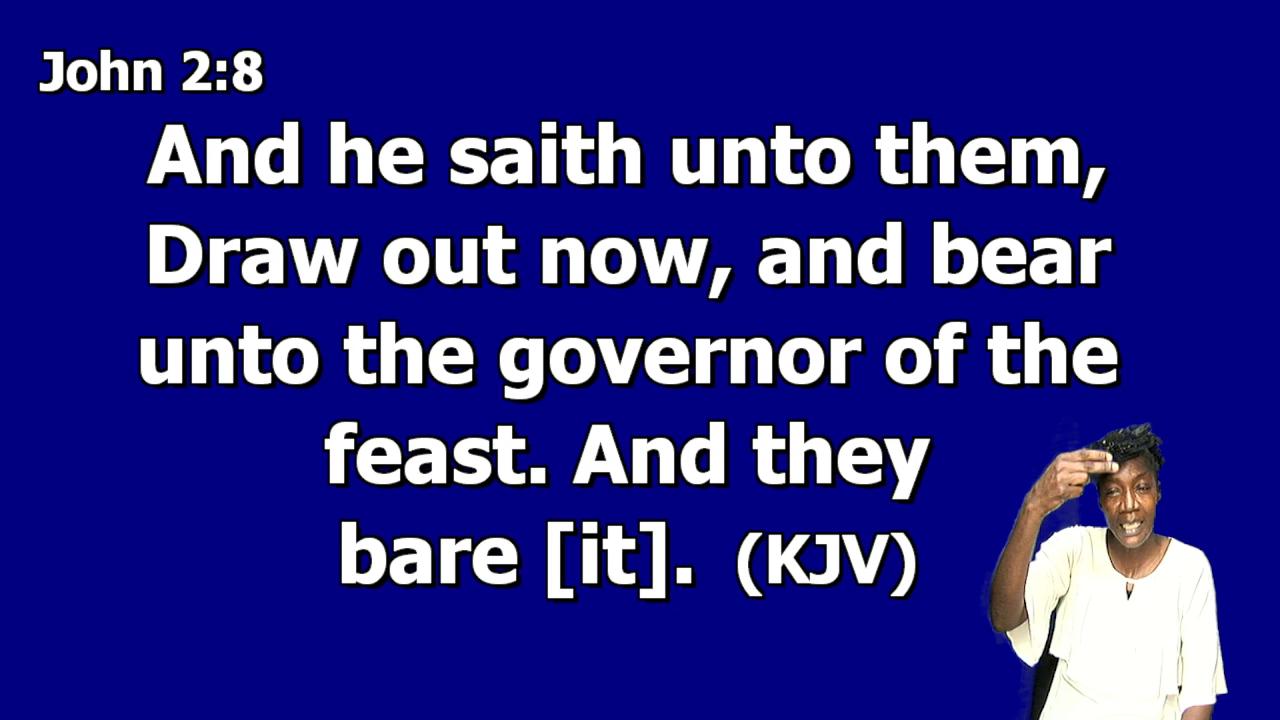 John 2:8
And he saith unto them,
Draw out now, and bear
unto the governor of the
feast. And they
bare [it]. (KJV)